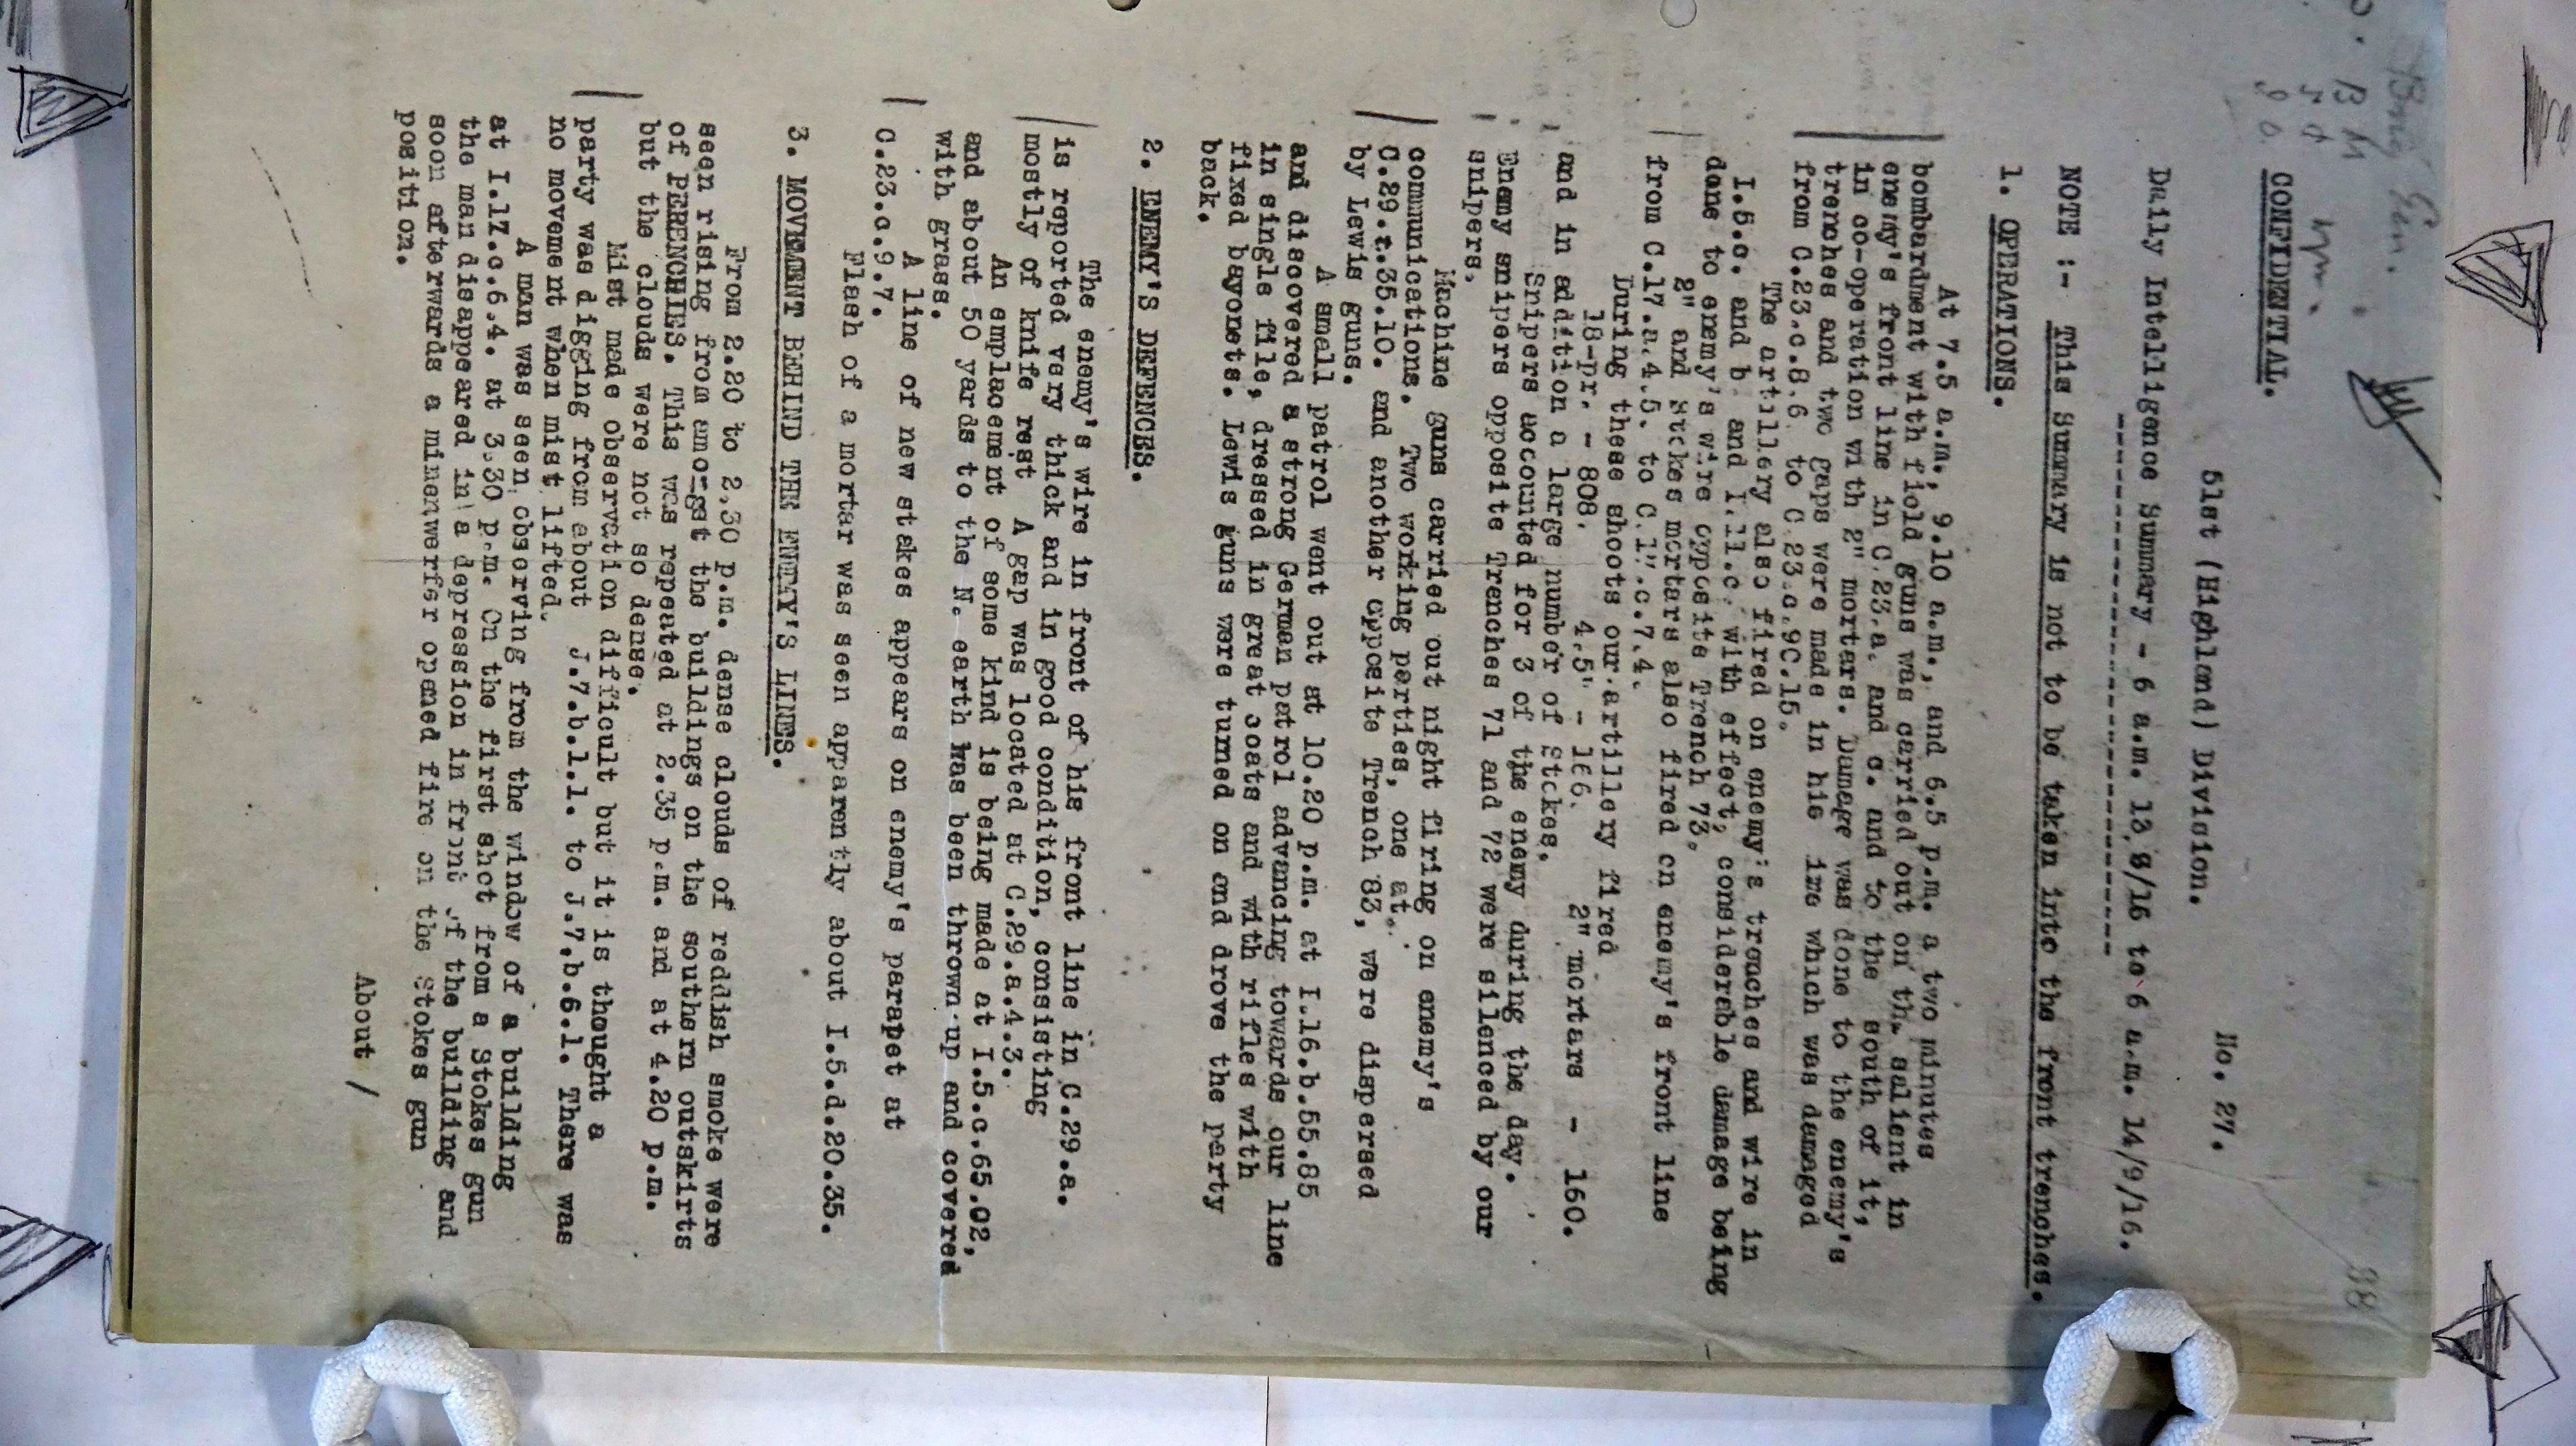 Brig Gen.
B M
98
CONFIDENTIAL.
51st (Highland) Division.
No. 27.
Daily Intelligence Summary - 6 a.m. 13,9/16 to 6 a.m. 14/9/16.
NOTE :- This Summary is not to be taken into the front trenches.
1. OPERATIONS.
At 7.5 a.m., 9.10 a.m., and 6.5 p.m. a two minutes
bombardment with field guns was carried out on the salient in
enemy's front line in C.23.a. and c. and to the south of it,
in co-operation with 2" mortars. Damage was done to the enemy's
trenches and two gaps were made in his ire which was damaged
from C.23.c.8.6. to C.23.c.90.15.
The artillery also fired on enemy's trenches and wire in
I.5.c. and b and I.11.c. with effect, considerable damage being
done to enemy's wire opposite Trench 73.
2" and Stokes mortars also fired on enemy's front line
from C.17.a.4.5. to C.17.c.7.4.
During these shoots our artillery fired
18-pr. - 808. 4.5" - 166. 2" mortars - 160.
and in addition a large number of Stokes.
Snipers accounted for 3 of the enemy during the day.
Enemy snipers opposite Trenches 71 and 72 were silenced by our
snipers.
Machine guns carried out night firing on enemy's
communications. Two working parties, one at
C.29.c.35.10. and another opposite Trench 83, were dispersed
by Lewis guns.
A small patrol went out at 10.20 p.m. at I.16.b.55.85
and discovered a strong German patrol advancing towards our line
in single file, dressed in great coats and with rifles with
fixed bayonets. Lewis guns were turned on and drove the party
back.
2. ENEMY'S DEFENCES.
The enemy's wire in front of his front line in C.29.a.
is reported very thick and in good condition, consisting
mostly of knife rest A gap was located at C.29.a.4.3.
An emplacement of some kind is being made at I.5.c.65.02,
and about 50 yards to the N. earth has been thrown up and covered
with grass.
A line of new stakes appears on enemy's parapet at
C.23.c.9.7.
Flash of a mortar was seen apparently about I.5.d.20.35.
3. MOVEMENT BEHIND THE ENEMY'S LINES.
From 2.20 to 2.30 p.m. dense clouds of reddish smoke were
seen rising from amongst the buildings on the southern outskirts
of PERENCHIES. This was repeated at 2.35 p.m. and at 4.20 p.m.
but the clouds were not so dense.
Mist made observation difficult but it is thought a
party was digging from about J.7.b.1.1. to J.7.b.6.1. There was
no movement when mist lifted.
A man was seen observing from the window of a building
at I.17.c.6.4. at 3.30 p.m. On the first shot from a Stokes gun
the man disappeared in a depression in front of the building and
soon afterwards a minenwerfer opened fire on the Stokes gun
position.
About /